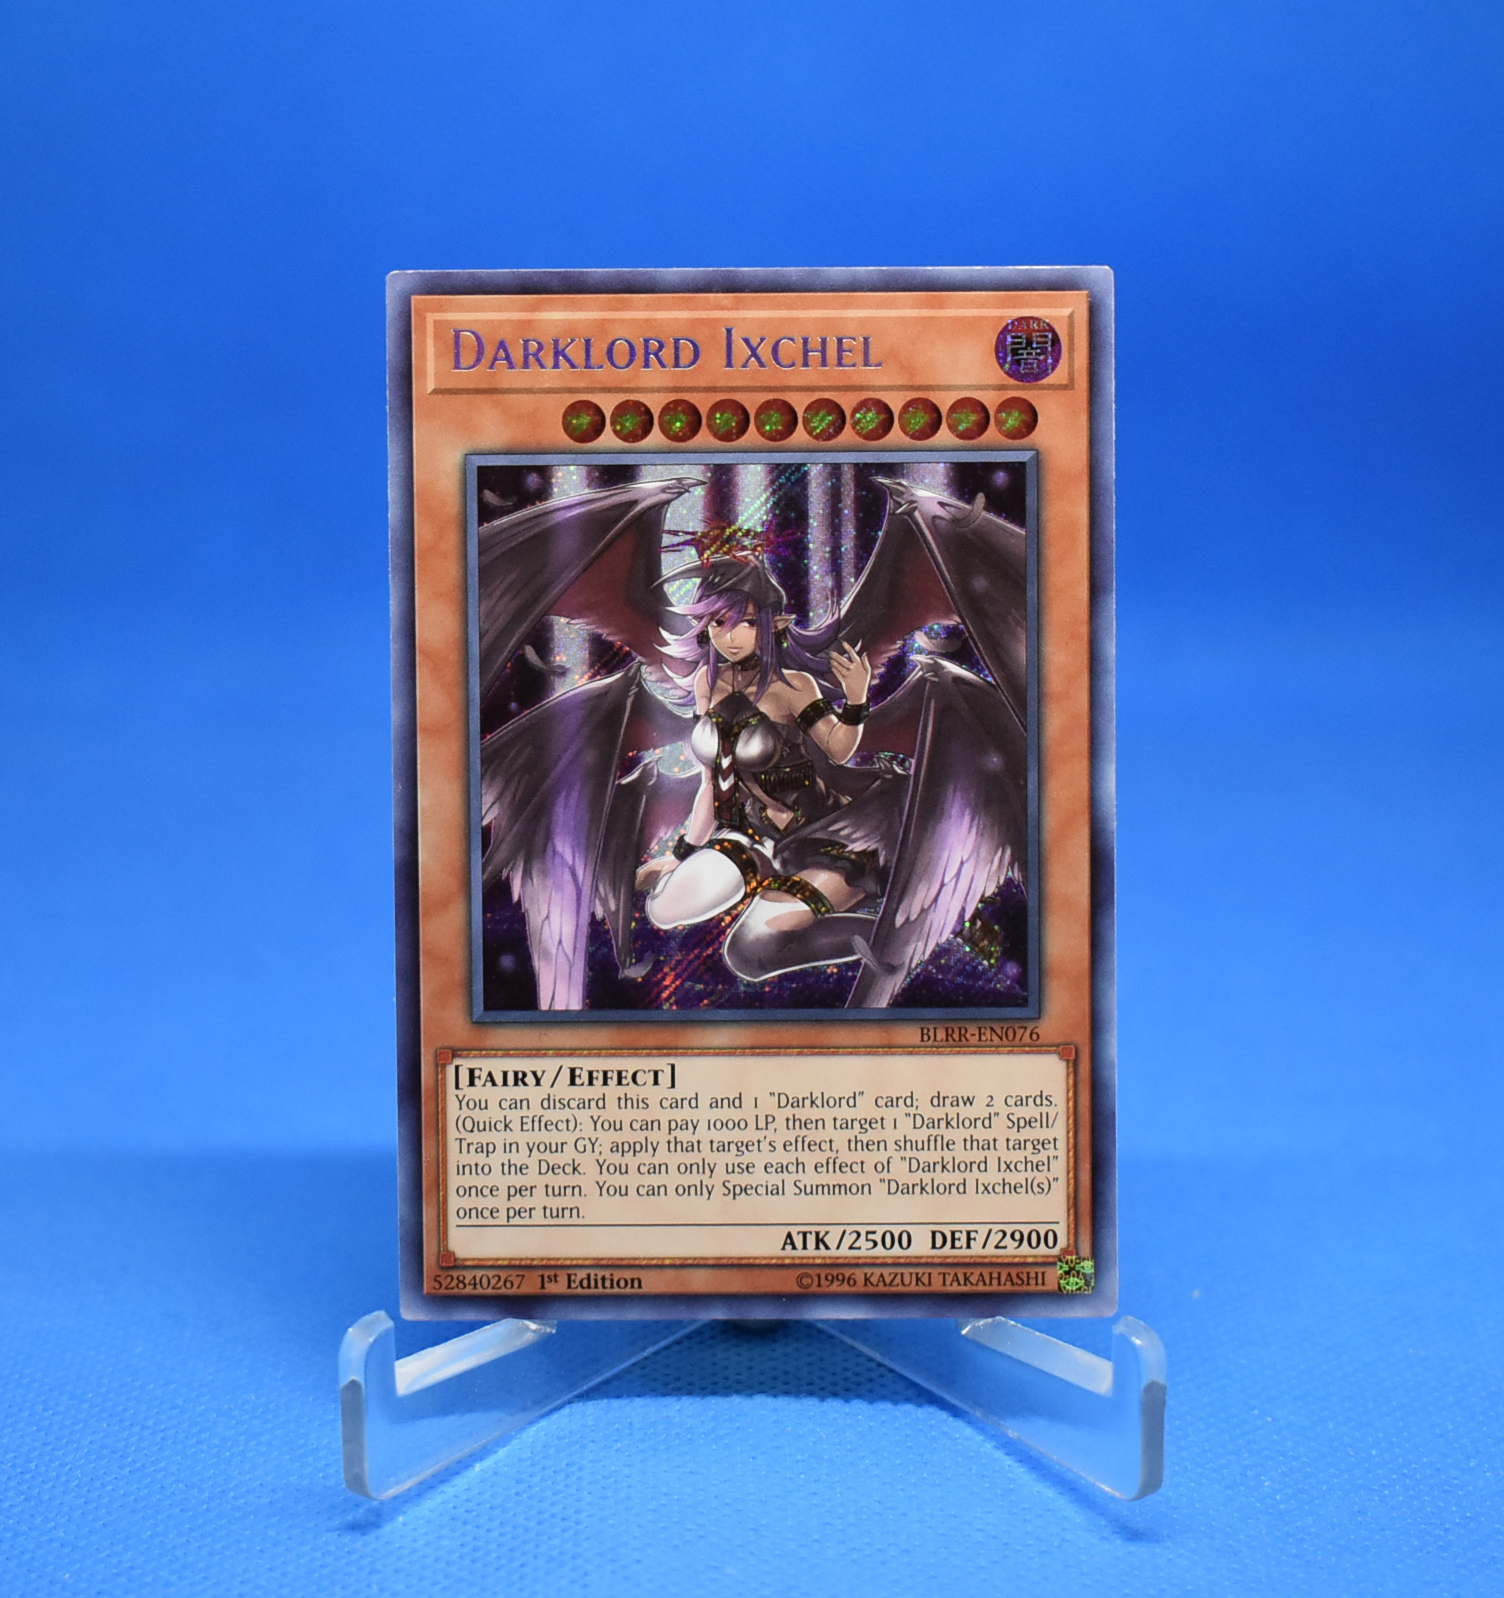 DARKLORD IXCHEL
DARK
闇
BLRR-EN076
[FAIRY/EFFECT]
You can discard this card and 1 "Darklord" card; draw 2 cards.
(Quick Effect): You can pay 1000 LP, then target 1 "Darklord" Spell/
Trap in your GY; apply that target's effect, then shuffle that target
into the Deck. You can only use each effect of "Darklord Ixchel"
once per turn. You can only Special Summon "Darklord Ixchel(s)"
once per turn.
ATK/2500 DEF/2900
52840267 1st Edition
©1996 KAZUKI TAKAHASHI